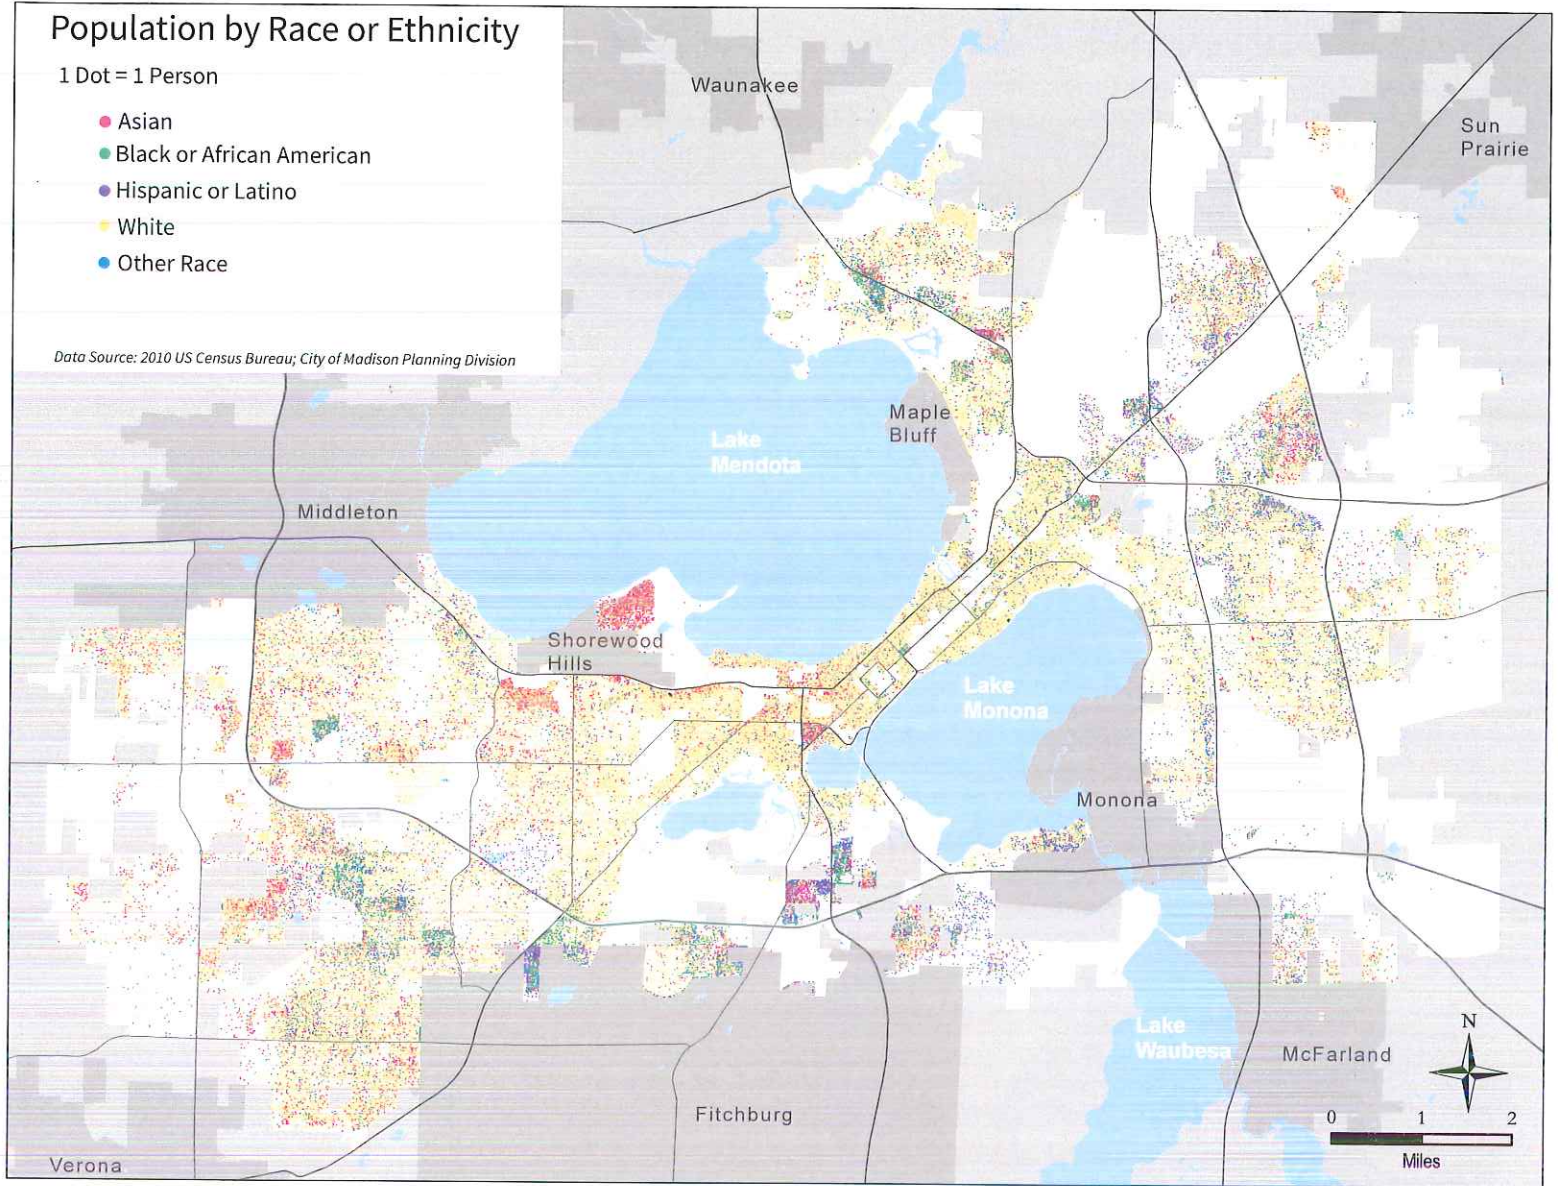 Population by Race or Ethnicity
1 Dot = 1 Person
Asian
Black or African American
Hispanic or Latino
White
Other Race
Data Source: 2010 US Census Bureau; City of Madison Planning Division
Waunakee
Sun
Prairie
Maple
Bluff
Lake
Mendota
Middleton
Shorewood
Hills
Lake
Monona
Monona
Lake
Waubesa
McFarland
Fitchburg
Verona
N
0 1 2
Miles